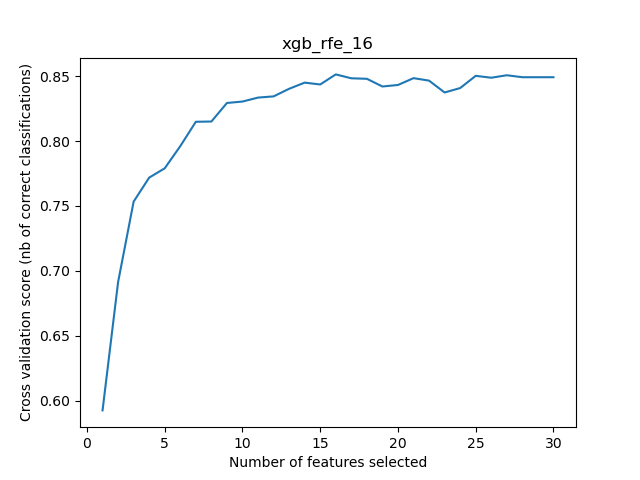 xgb_rfe_16
Cross validation score (nb of correct classifications)
0.85
0.80
0.75
0.70
0.65
0.60
0 5 10 15 20 25 30
Number of features selected